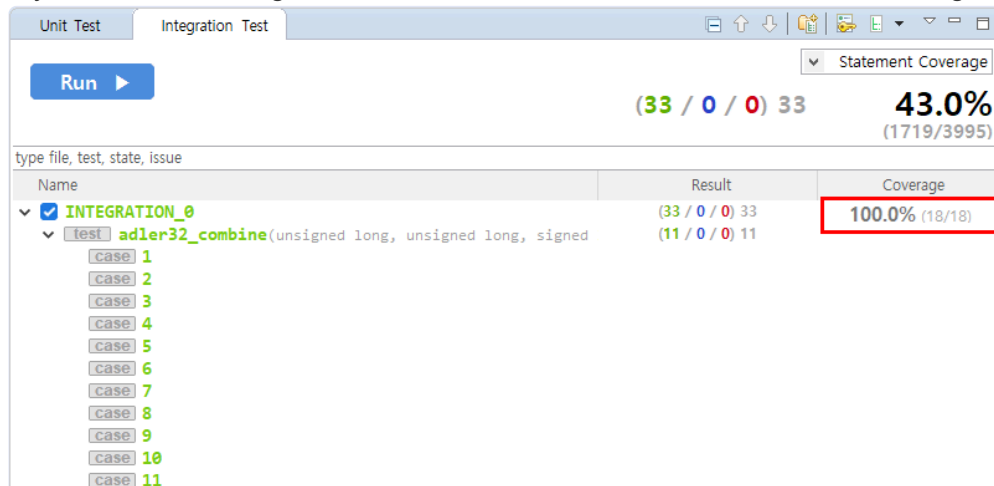 Unit Test Integration Test
Statement Coverage
Run
(33 / 0 / 0) 33 43.0%
(1719/3995)
type file, test, state, issue
Name Result Coverage
INTEGRATION_0 (33 / 0 / 0) 33 100.0% (18/18)
test adler32_combine(unsigned long, unsigned long, signed (11 / 0 / 0) 11
case 1
case 2
case 3
case 4
case 5
case 6
case 7
case 8
case 9
case 10
case 11